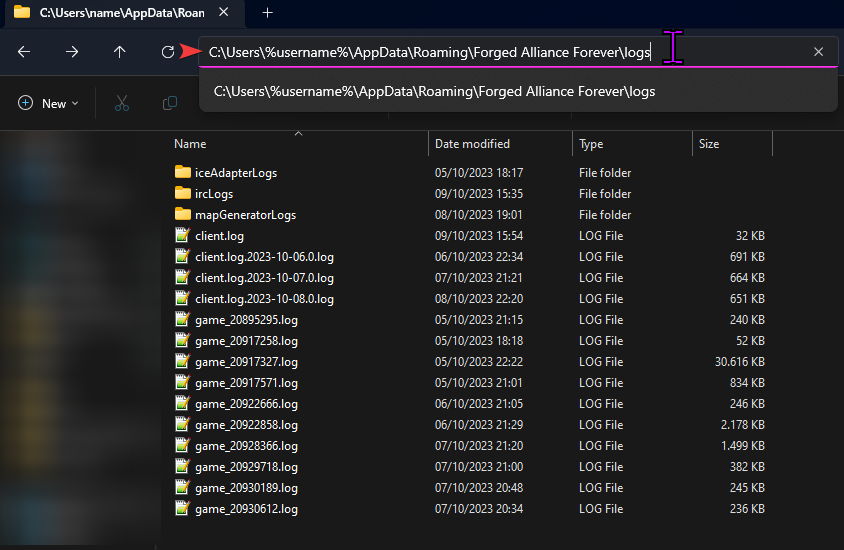 C:\Users\name\AppData\Roan
C:\Users\%username%\AppData\Roaming\Forged Alliance Forever\logs
C:\Users\%username%\AppData\Roaming\Forged Alliance Forever\logs
New
Name Date modified Type Size
iceAdapterLogs 05/10/2023 18:17 File folder
ircLogs 09/10/2023 15:35 File folder
mapGeneratorLogs 08/10/2023 19:01 File folder
client.log 09/10/2023 15:54 LOG File 32 KB
client.log.2023-10-06.0.log 06/10/2023 22:34 LOG File 691 KB
client.log.2023-10-07.0.log 07/10/2023 21:21 LOG File 664 KB
client.log.2023-10-08.0.log 08/10/2023 22:20 LOG File 651 KB
game_20895295.log 05/10/2023 21:15 LOG File 240 KB
game_20917258.log 05/10/2023 18:18 LOG File 52 KB
game_20917327.log 05/10/2023 22:22 LOG File 30.616 KB
game_20917571.log 05/10/2023 21:01 LOG File 834 KB
game_20922666.log 06/10/2023 21:05 LOG File 246 KB
game_20922858.log 06/10/2023 21:29 LOG File 2.178 KB
game_20928366.log 07/10/2023 21:20 LOG File 1.499 KB
game_20929718.log 07/10/2023 21:00 LOG File 382 KB
game_20930189.log 07/10/2023 20:48 LOG File 245 KB
game_20930612.log 07/10/2023 20:34 LOG File 236 KB